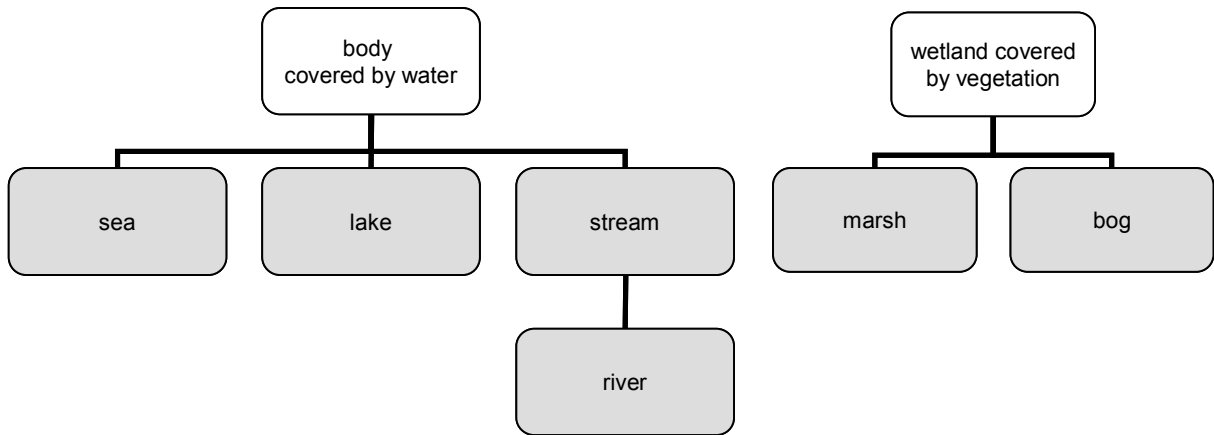 body
covered by water
wetland covered
by vegetation
sea
lake
stream
marsh
bog
river